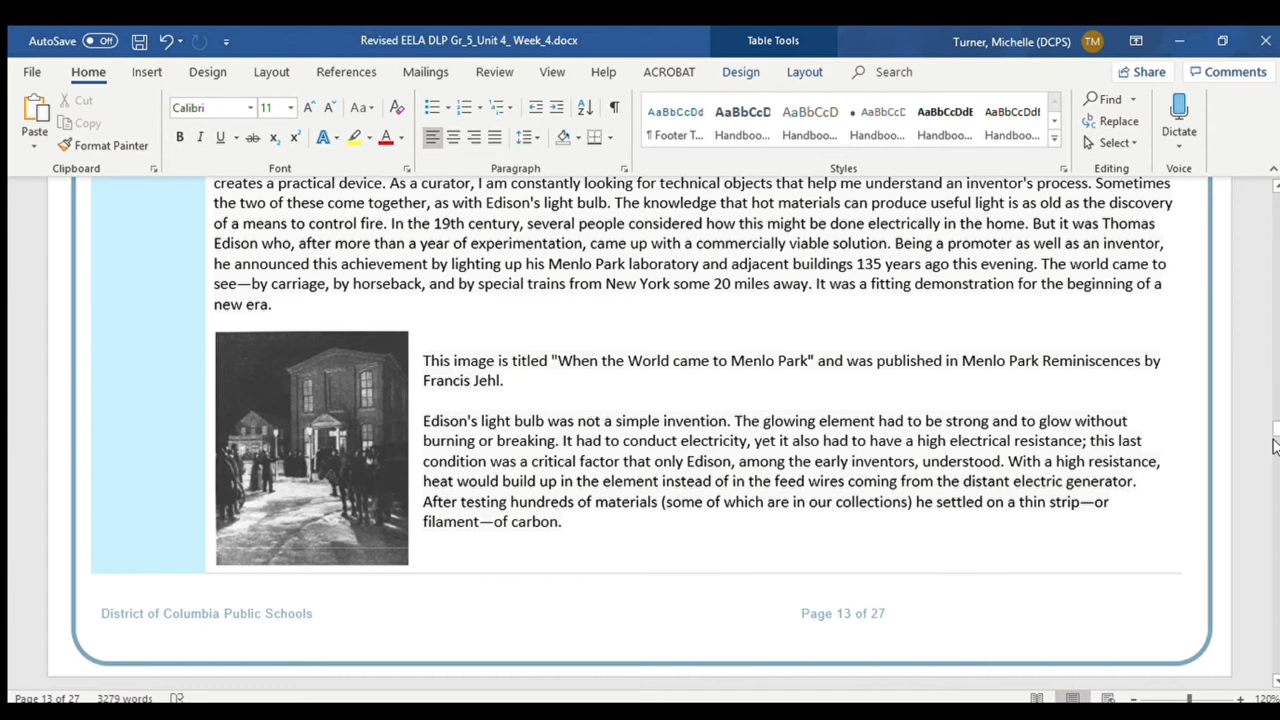 AutoSave Off Revised EELA DLP Gr_5_Unit 4_ Week_4.docx Table Tools Turner, Michelle (DCPS) TM
File Home Insert Design Layout References Mailings Review View Help ACROBAT Design Layout Search Share Comments
Paste Cut Copy Format Painter
Calibri 11 Aa
B I U ab x₂ x² A A
AaBbCcDd AaBbCcD AaBbCcD • AaBbCcDd AaBbCcDdE AaBbCcDdE
¶ Footer T... Handboo... Handboo... Handboo... Handboo... Handboo...
Find Replace Select Dictate
Clipboard Font Paragraph Styles Editing Voice
creates a practical device. As a curator, I am constantly looking for technical objects that help me understand an inventor's process. Sometimes
the two of these come together, as with Edison's light bulb. The knowledge that hot materials can produce useful light is as old as the discovery
of a means to control fire. In the 19th century, several people considered how this might be done electrically in the home. But it was Thomas
Edison who, after more than a year of experimentation, came up with a commercially viable solution. Being a promoter as well as an inventor,
he announced this achievement by lighting up his Menlo Park laboratory and adjacent buildings 135 years ago this evening. The world came to
see—by carriage, by horseback, and by special trains from New York some 20 miles away. It was a fitting demonstration for the beginning of a
new era.
This image is titled "When the World came to Menlo Park" and was published in Menlo Park Reminiscences by
Francis Jehl.
Edison's light bulb was not a simple invention. The glowing element had to be strong and to glow without
burning or breaking. It had to conduct electricity, yet it also had to have a high electrical resistance; this last
condition was a critical factor that only Edison, among the early inventors, understood. With a high resistance,
heat would build up in the element instead of in the feed wires coming from the distant electric generator.
After testing hundreds of materials (some of which are in our collections) he settled on a thin strip—or
filament—of carbon.
District of Columbia Public Schools Page 13 of 27
Page 13 of 27 3279 words 120%